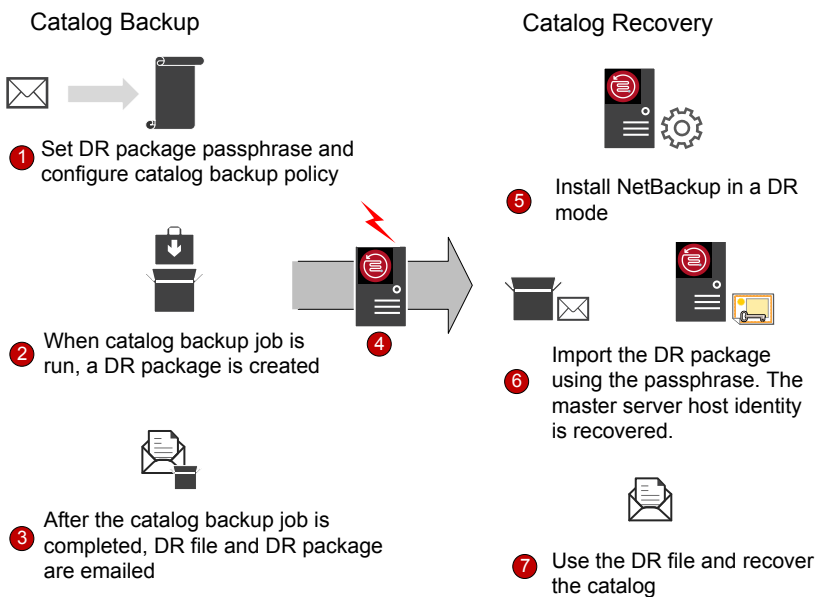 Catalog Backup
1 Set DR package passphrase and
configure catalog backup policy
2 When catalog backup job is
run, a DR package is created
3 After the catalog backup job is
completed, DR file and DR package
are emailed
4
Catalog Recovery
5 Install NetBackup in a DR
mode
6 Import the DR package
using the passphrase. The
master server host identity
is recovered.
7 Use the DR file and recover
the catalog